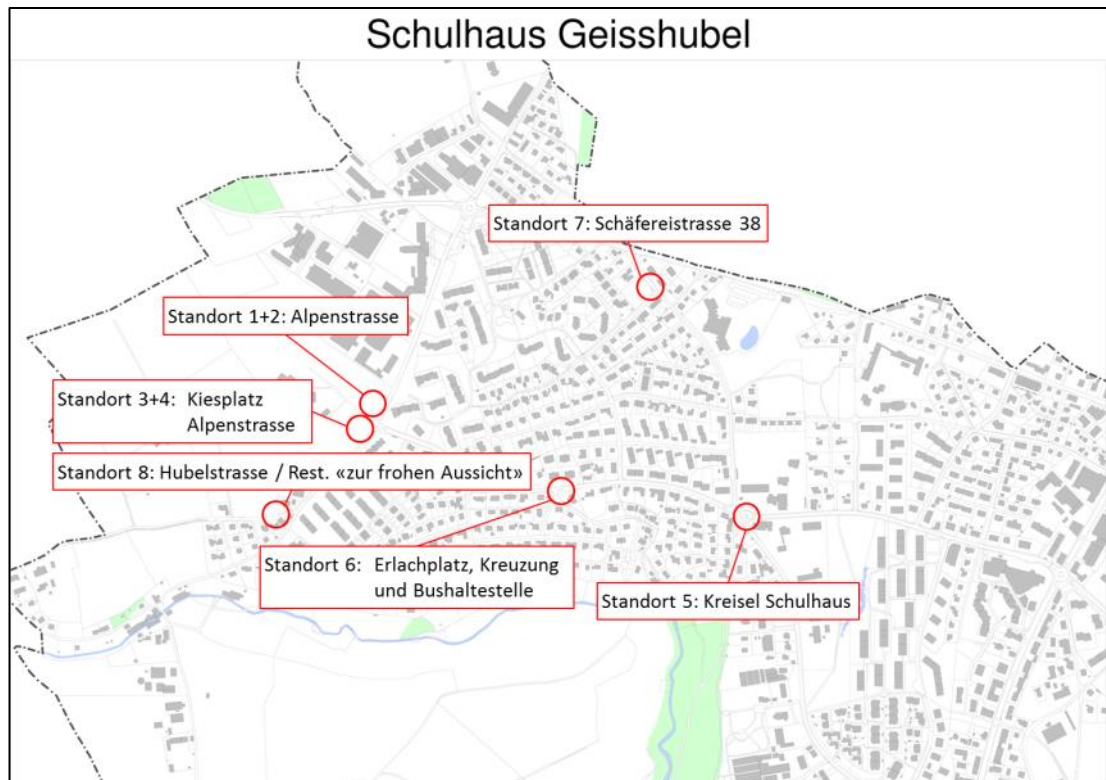 Schulhaus Geisshubel
Standort 7: Schäfereistrasse 38
Standort 1+2: Alpenstrasse
Standort 3+4: Kiesplatz
Alpenstrasse
Standort 8: Hubelstrasse / Rest. «zur frohen Aussicht»
Standort 6: Erlachplatz, Kreuzung
und Bushaltestelle
Standort 5: Kreisel Schulhaus